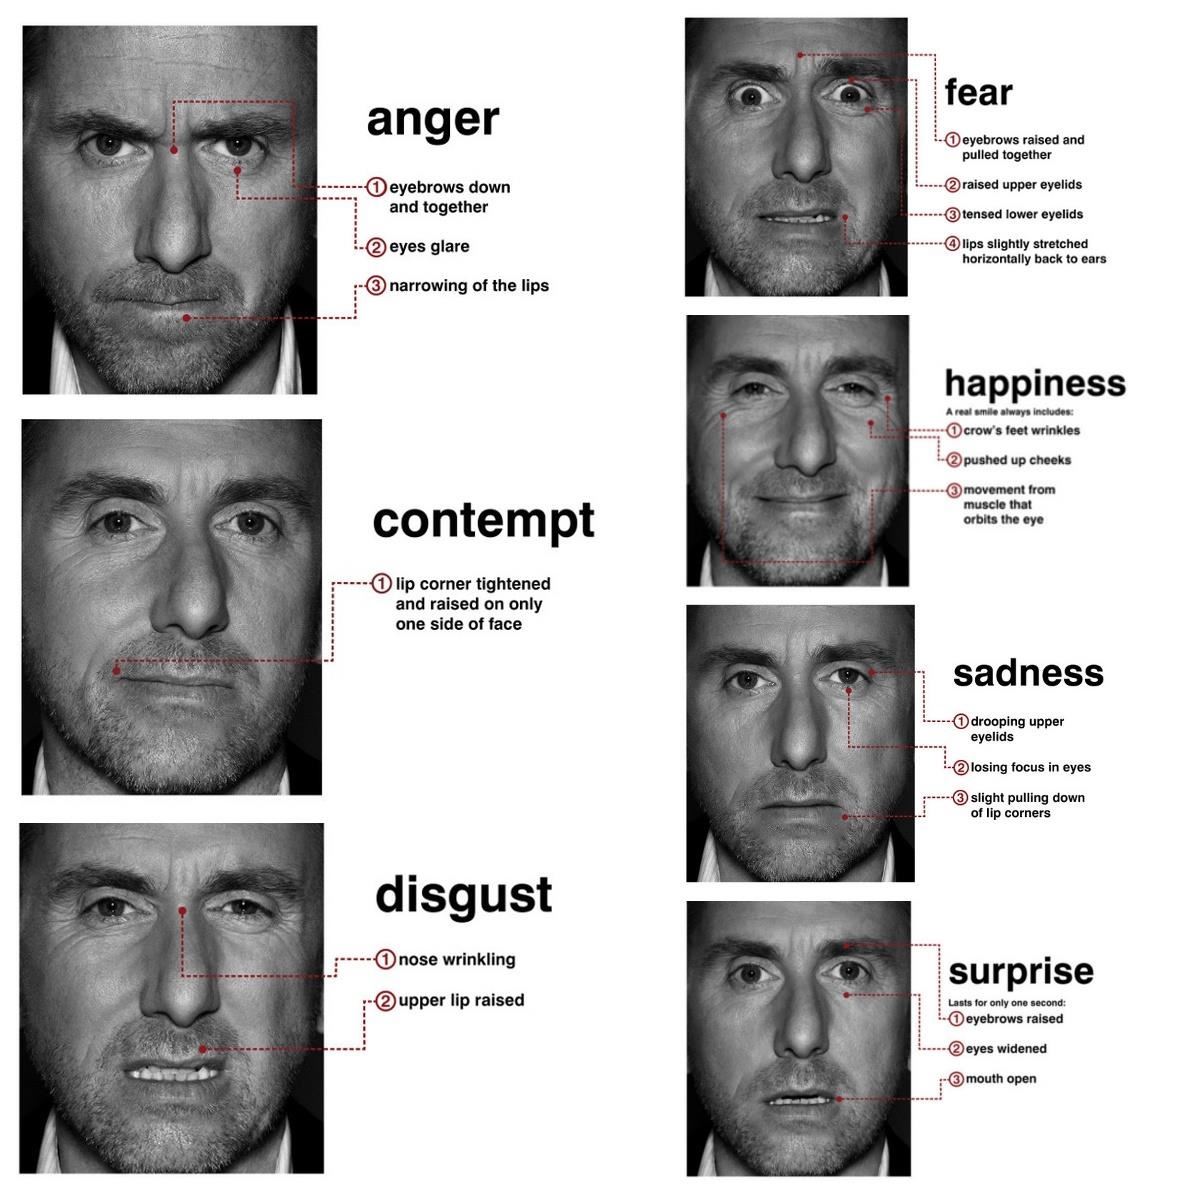 anger
1 eyebrows down
and together
2 eyes glare
3 narrowing of the lips
contempt
1 lip corner tightened
and raised on only
one side of face
disgust
1 nose wrinkling
2 upper lip raised
fear
1 eyebrows raised and
pulled together
2 raised upper eyelids
3 tensed lower eyelids
4 lips slightly stretched
horizontally back to ears
happiness
A real smile always includes:
1 crow's feet wrinkles
2 pushed up cheeks
3 movement from
muscle that
orbits the eye
sadness
1 drooping upper
eyelids
2 losing focus in eyes
3 slight pulling down
of lip corners
surprise
Lasts for only one second:
1 eyebrows raised
2 eyes widened
3 mouth open